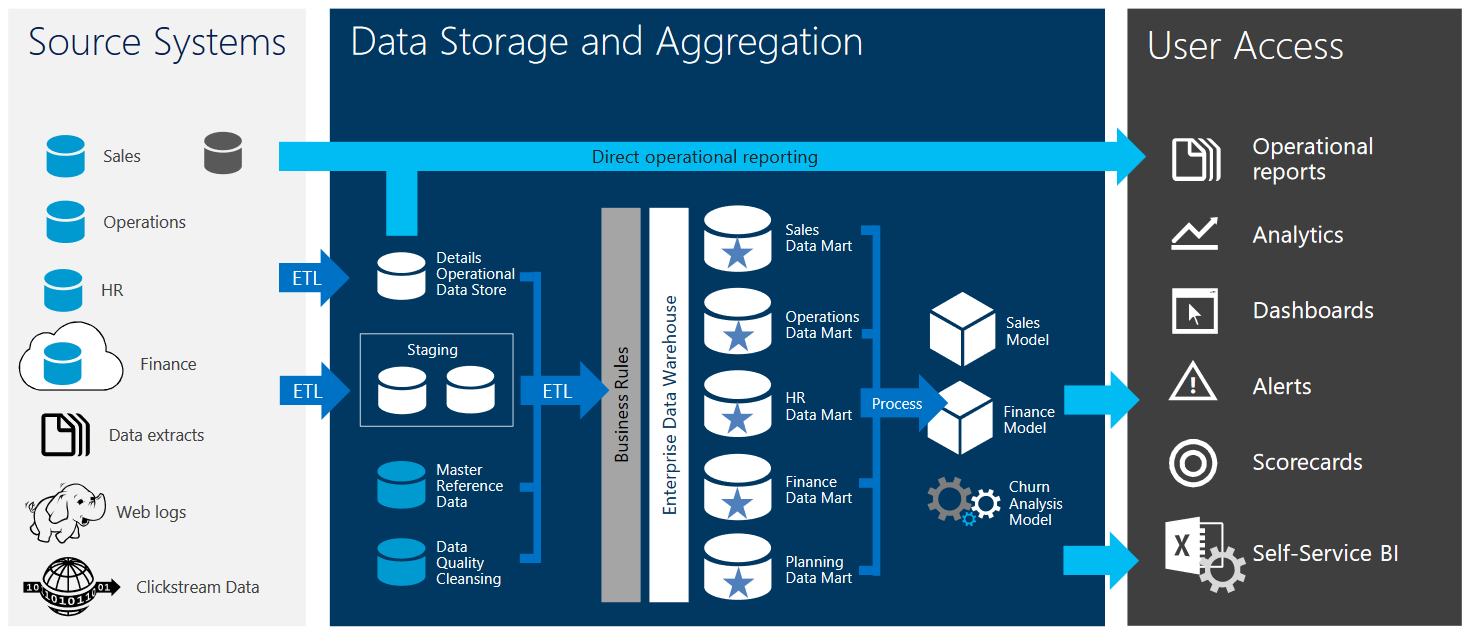 Source Systems
Sales
Operations
HR
Finance
Data extracts
Web logs
Clickstream Data
10
01
101011010
ETL
ETL
Data Storage and Aggregation
Direct operational reporting
Details
Operational
Data Store
Staging
Master
Reference
Data
Data
Quality
Cleansing
ETL
Business Rules
Enterprise Data Warehouse
Sales
Data Mart
Operations
Data Mart
HR
Data Mart
Finance
Data Mart
Planning
Data Mart
Process
Sales
Model
Finance
Model
Churn
Analysis
Model
User Access
Operational
reports
Analytics
Dashboards
!
Alerts
Scorecards
X
Self-Service BI